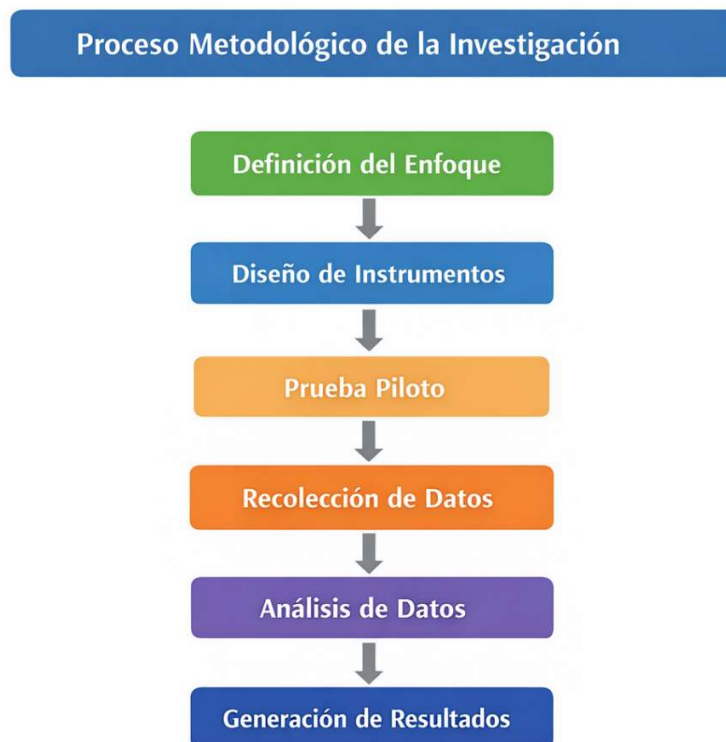 Proceso Metodológico de la Investigación
Definición del Enfoque
Diseño de Instrumentos
Prueba Piloto
Recolección de Datos
Análisis de Datos
Generación de Resultados